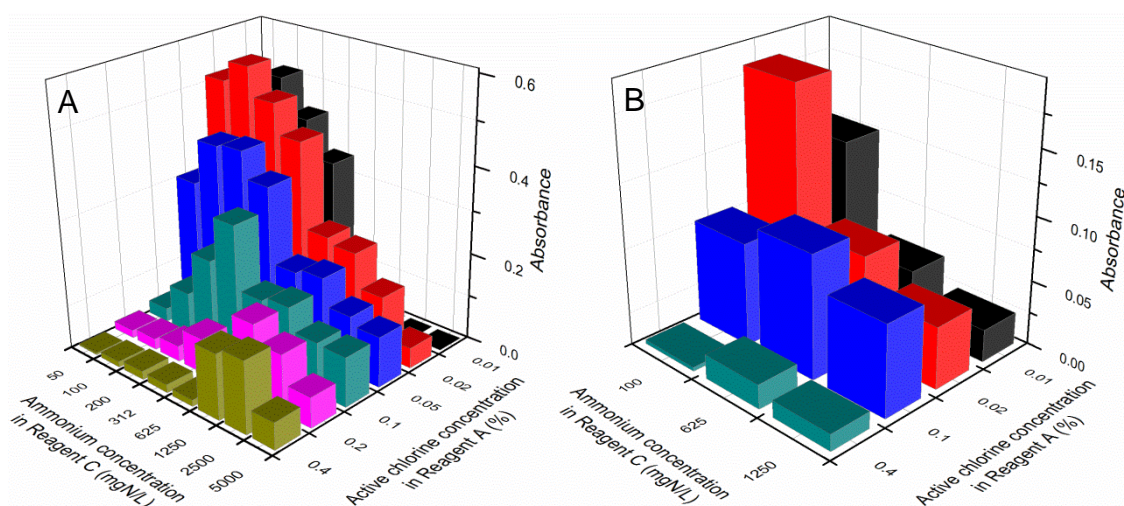 A
0.6
0.4
0.2
0.0
Absorbance
50
100
200
312
625
1250
2500
5000
Ammonium concentration
in Reagent C (mgN/L)
0.01
0.02
0.05
0.1
0.2
0.4
Active chlorine concentration
in Reagent A (%)
B
0.15
0.10
0.05
0.00
Absorbance
100
625
1250
Ammonium concentration
in Reagent C (mgN/L)
0.01
0.02
0.1
0.4
Active chlorine concentration
in Reagent A (%)